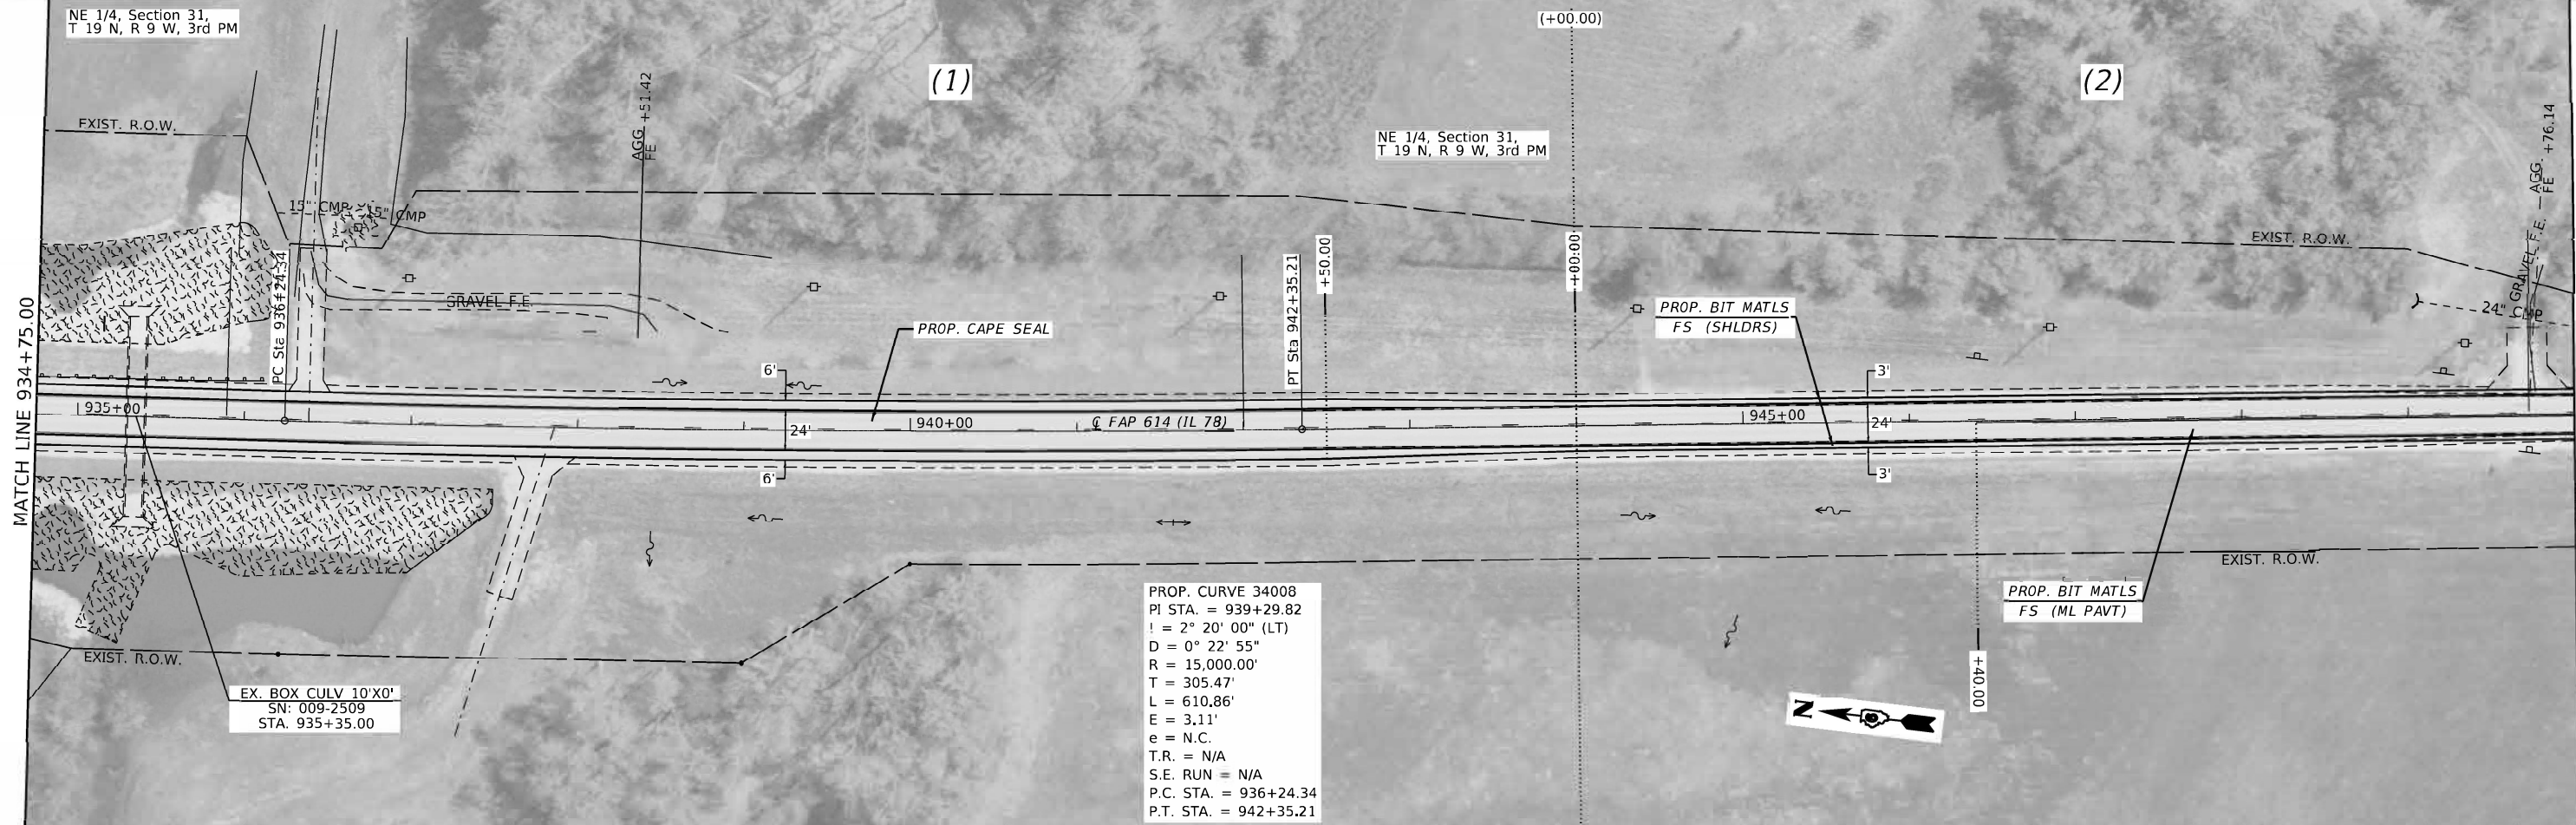 NE 1/4, Section 31,
T 19 N, R 9 W, 3rd PM
(+00.00)
(1)
(2)
EXIST. R.O.W.
AGG.
FE
+51.42
NE 1/4, Section 31,
T 19 N, R 9 W, 3rd PM
AGG.
FE
+76.14
15" CMP
15" CMP
EXIST. R.O.W.
PC Sta 936+24.34
GRAVEL F.E.
PT Sta 942+35.21
+50.00
+00.00
GRAVEL F.E.
24" CMP
MATCH LINE 934+75.00
PROP. CAPE SEAL
PROP. BIT MATLS
FS (SHLDRS)
6'
3'
935+00
24'
940+00
℄ FAP 614 (IL 78)
945+00
24'
6'
3'
EXIST. R.O.W.
PROP. BIT MATLS
FS (ML PAVT)
+40.00
EXIST. R.O.W.
EX. BOX CULV 10'X0'
SN: 009-2509
STA. 935+35.00
PROP. CURVE 34008
PI STA. = 939+29.82
! = 2° 20' 00" (LT)
D = 0° 22' 55"
R = 15,000.00'
T = 305.47'
L = 610.86'
E = 3.11'
e = N.C.
T.R. = N/A
S.E. RUN = N/A
P.C. STA. = 936+24.34
P.T. STA. = 942+35.21
N